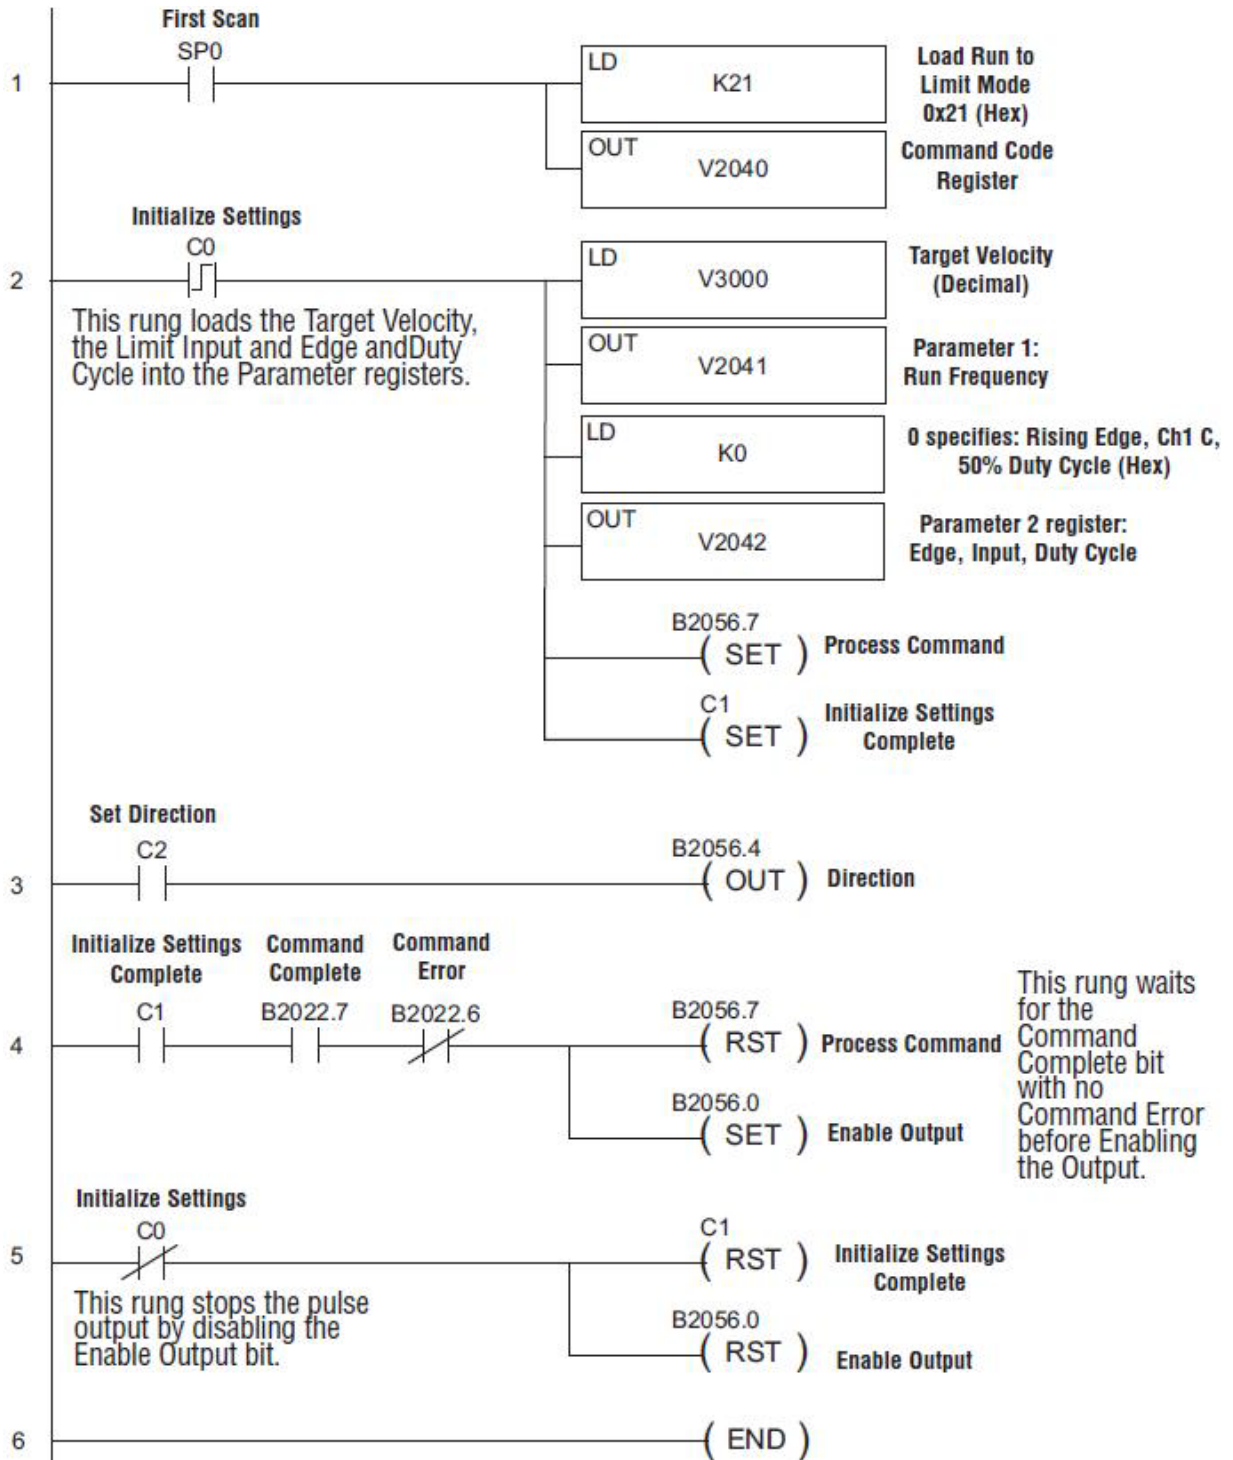 First Scan
SP0
1
LD
K21
Load Run to
Limit Mode
0x21 (Hex)
OUT
V2040
Command Code
Register
Initialize Settings
C0
2
This rung loads the Target Velocity,
the Limit Input and Edge andDuty
Cycle into the Parameter registers.
LD
V3000
Target Velocity
(Decimal)
OUT
V2041
Parameter 1:
Run Frequency
LD
K0
0 specifies: Rising Edge, Ch1 C,
50% Duty Cycle (Hex)
OUT
V2042
Parameter 2 register:
Edge, Input, Duty Cycle
B2056.7
( SET )
Process Command
C1
( SET )
Initialize Settings
Complete
Set Direction
C2
3
B2056.4
( OUT )
Direction
Initialize Settings
Complete
C1
Command
Complete
B2022.7
Command
Error
B2022.6
4
B2056.7
( RST )
Process Command
B2056.0
( SET )
Enable Output
This rung waits
for the
Command
Complete bit
with no
Command Error
before Enabling
the Output.
Initialize Settings
C0
5
This rung stops the pulse
output by disabling the
Enable Output bit.
C1
( RST )
Initialize Settings
Complete
B2056.0
( RST )
Enable Output
6
( END )